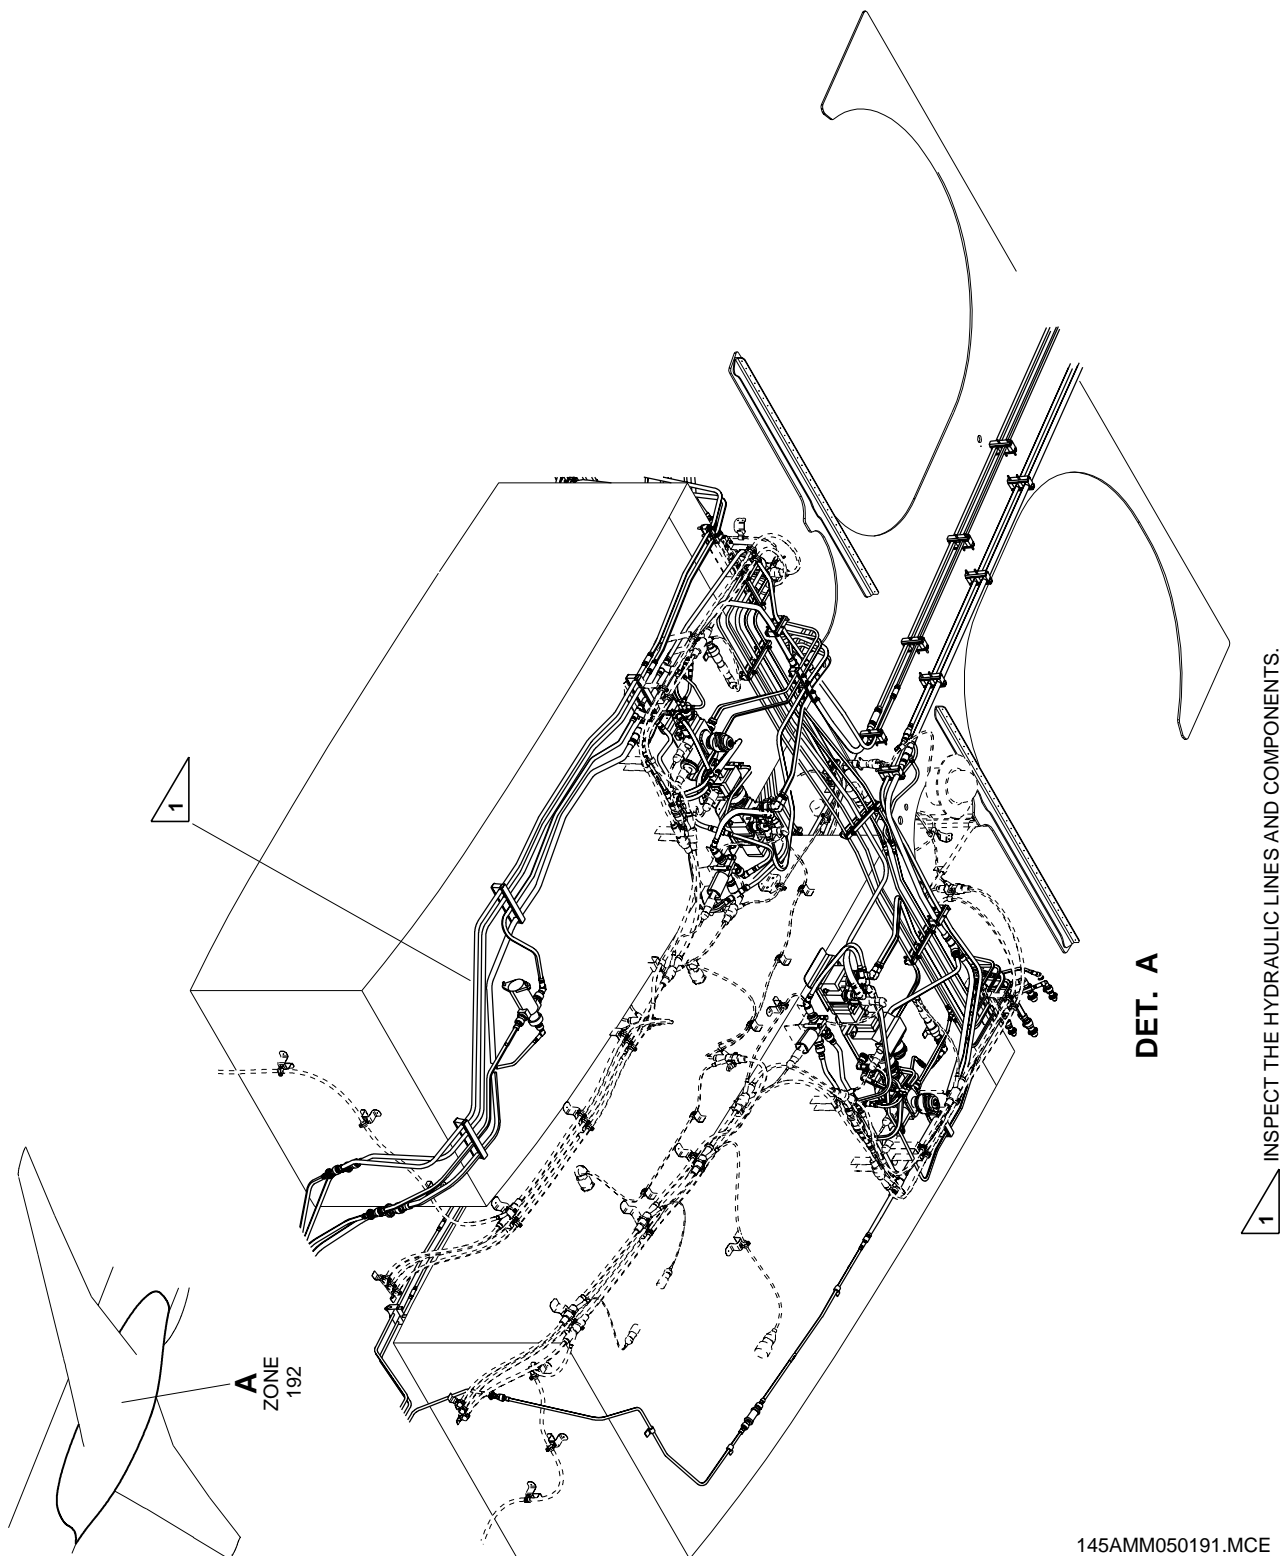 1
A
ZONE
192
DET. A
1 INSPECT THE HYDRAULIC LINES AND COMPONENTS.
145AMM050191.MCE